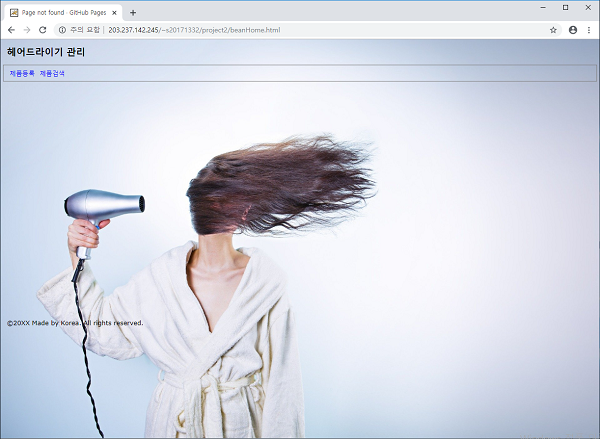 Page not found · GitHub Pages
주의 요함 | 203.237.142.245/~s20171332/project2/beanHome.html
헤어드라이기 관리
제품등록 제품검색
©20XX Made by Korea. All rights reserved.